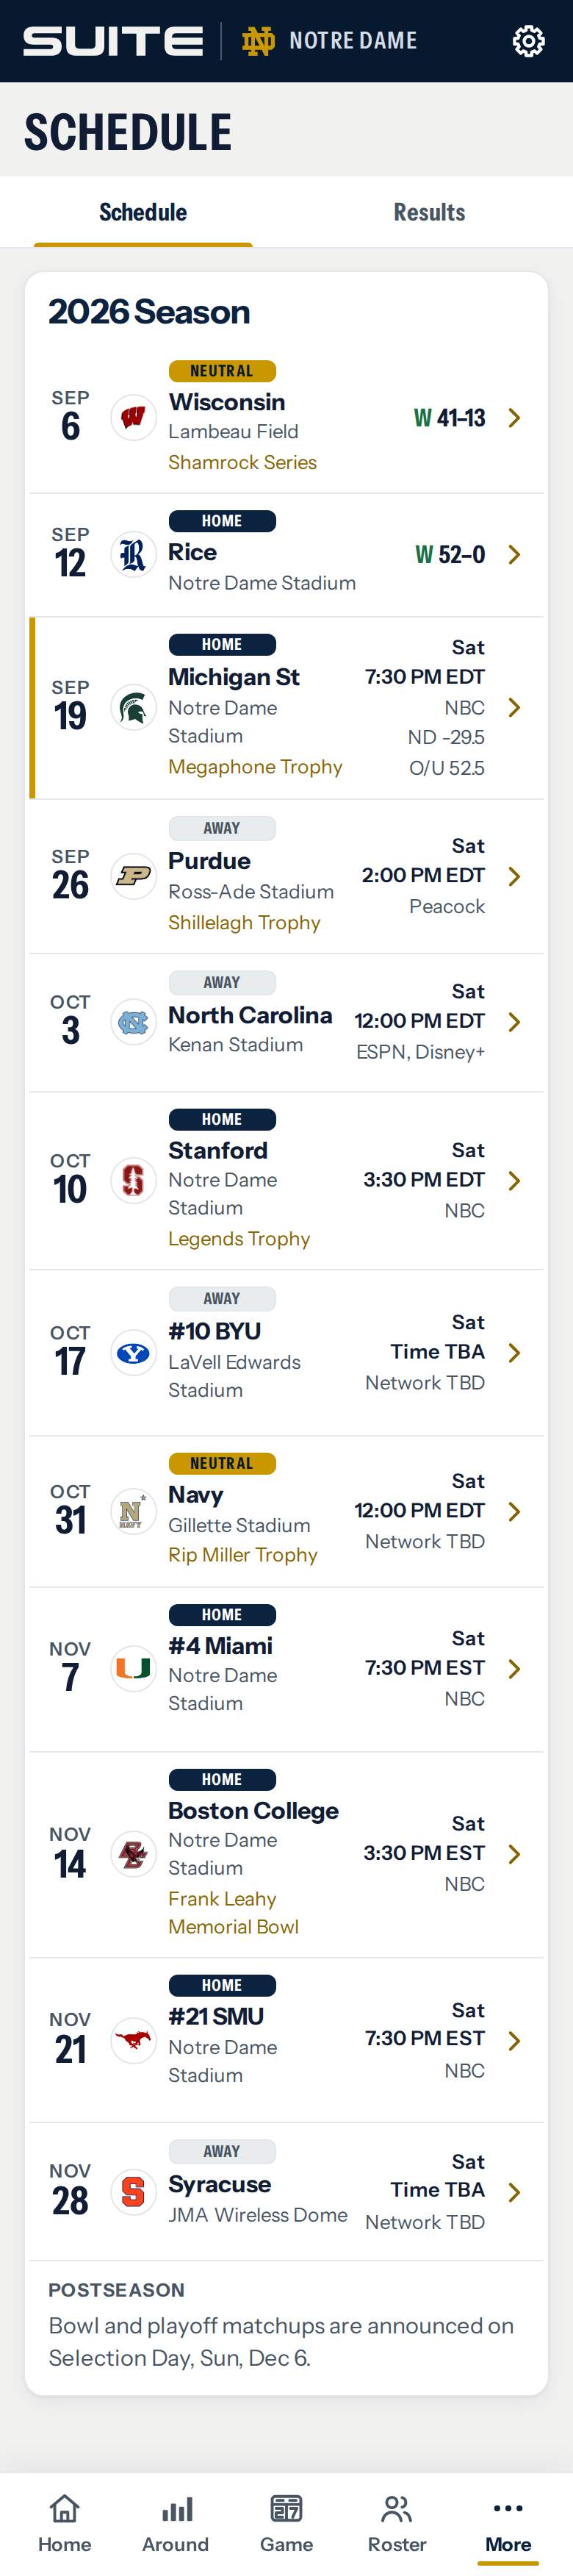 SUITE NOTRE DAME
SCHEDULE
Schedule Results
2026 Season
NEUTRAL
SEP
6
Wisconsin
Lambeau Field
Shamrock Series
W 41–13
HOME
SEP
12
Rice
Notre Dame Stadium
W 52–0
HOME
SEP
19
Michigan St
Notre Dame
Stadium
Megaphone Trophy
Sat
7:30 PM EDT
NBC
ND -29.5
O/U 52.5
AWAY
SEP
26
Purdue
Ross-Ade Stadium
Shillelagh Trophy
Sat
2:00 PM EDT
Peacock
AWAY
OCT
3
North Carolina
Kenan Stadium
Sat
12:00 PM EDT
ESPN, Disney+
HOME
OCT
10
Stanford
Notre Dame
Stadium
Legends Trophy
Sat
3:30 PM EDT
NBC
AWAY
OCT
17
#10 BYU
LaVell Edwards
Stadium
Sat
Time TBA
Network TBD
NEUTRAL
OCT
31
N
NAVY
Navy
Gillette Stadium
Rip Miller Trophy
Sat
12:00 PM EDT
Network TBD
HOME
NOV
7
#4 Miami
Notre Dame
Stadium
Sat
7:30 PM EST
NBC
HOME
NOV
14
Boston College
Notre Dame
Stadium
Frank Leahy
Memorial Bowl
Sat
3:30 PM EST
NBC
HOME
NOV
21
#21 SMU
Notre Dame
Stadium
Sat
7:30 PM EST
NBC
AWAY
NOV
28
Syracuse
JMA Wireless Dome
Sat
Time TBA
Network TBD
POSTSEASON
Bowl and playoff matchups are announced on
Selection Day, Sun, Dec 6.
Home Around Game Roster More